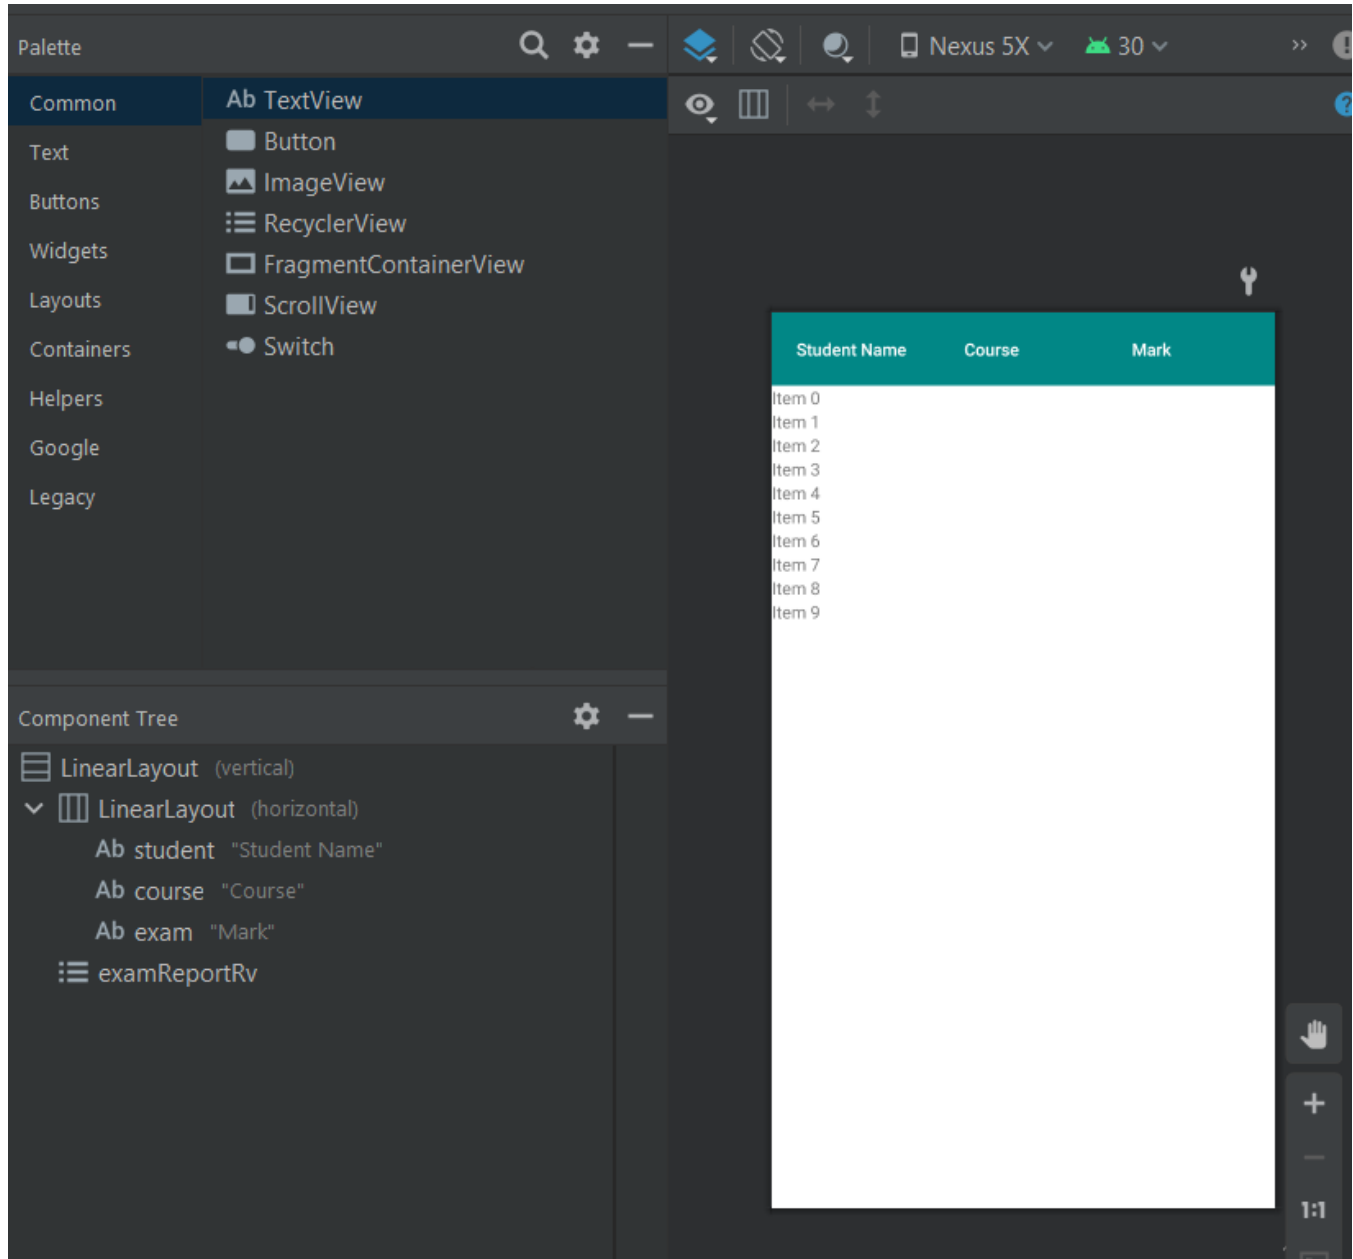 Palette
Nexus 5X
30
Common
Text
Buttons
Widgets
Layouts
Containers
Helpers
Google
Legacy
Ab TextView
Button
ImageView
RecyclerView
FragmentContainerView
ScrollView
Switch
Component Tree
LinearLayout (vertical)
LinearLayout (horizontal)
Ab student "Student Name"
Ab course "Course"
Ab exam "Mark"
examReportRv
Student Name Course Mark
Item 0
Item 1
Item 2
Item 3
Item 4
Item 5
Item 6
Item 7
Item 8
Item 9
1:1